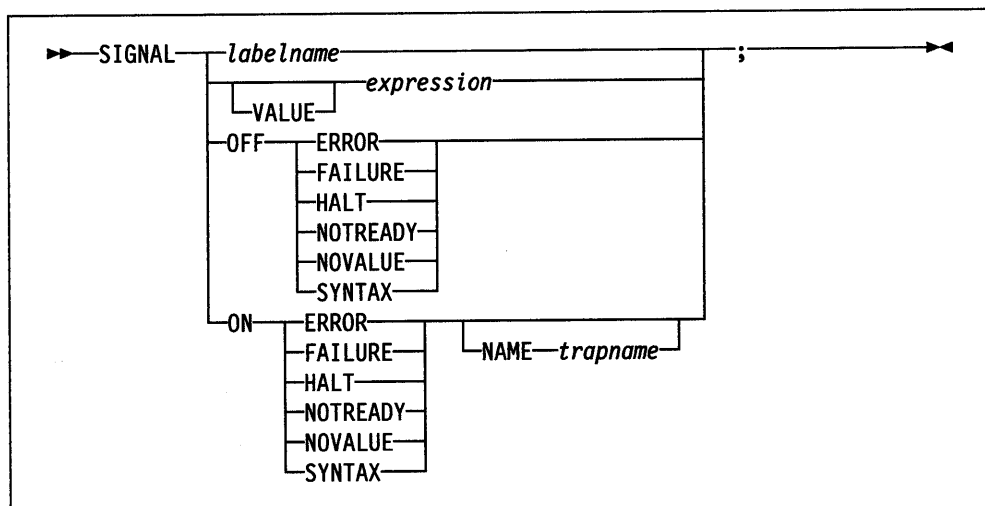 SIGNAL labelname ;
VALUE expression
OFF ERROR
FAILURE
HALT
NOTREADY
NOVALUE
SYNTAX
ON ERROR
FAILURE NAME trapname
HALT
NOTREADY
NOVALUE
SYNTAX